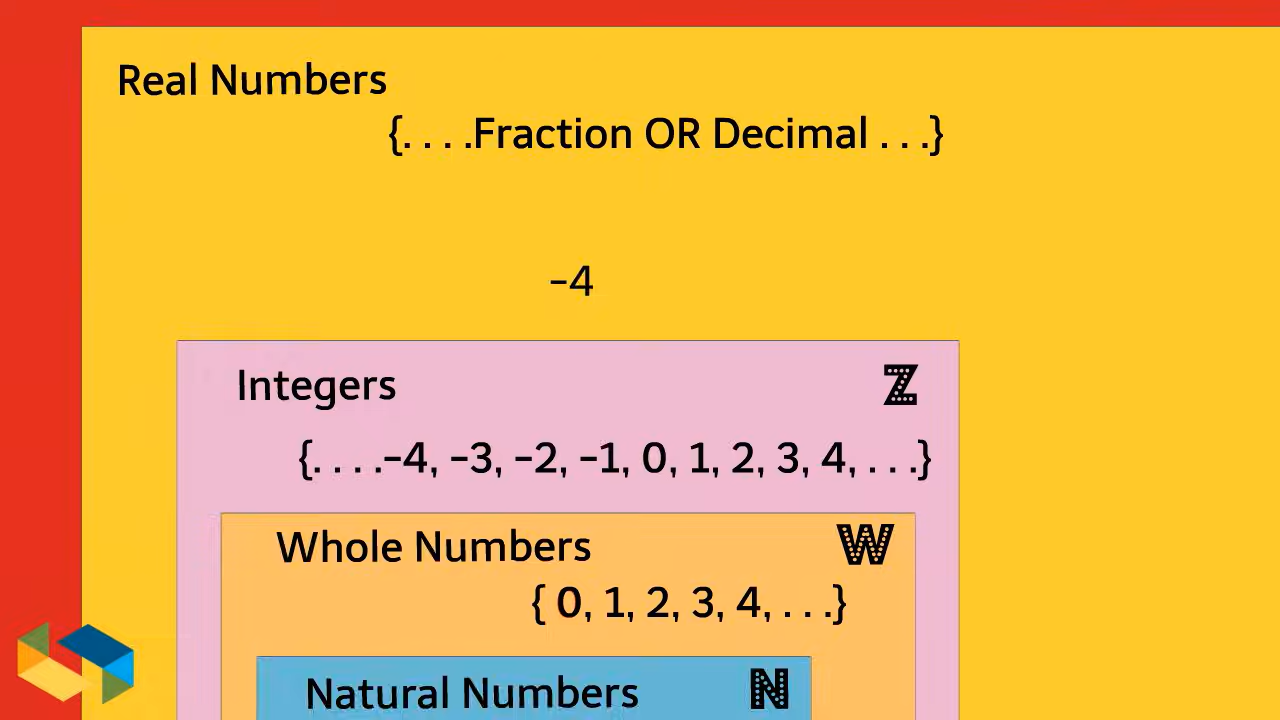 Real Numbers
{. . . .Fraction OR Decimal . . .}
-4
Integers Z
{. . . .-4, -3, -2, -1, 0, 1, 2, 3, 4, . . .}
Whole Numbers W
{ 0, 1, 2, 3, 4, . . .}
Natural Numbers N